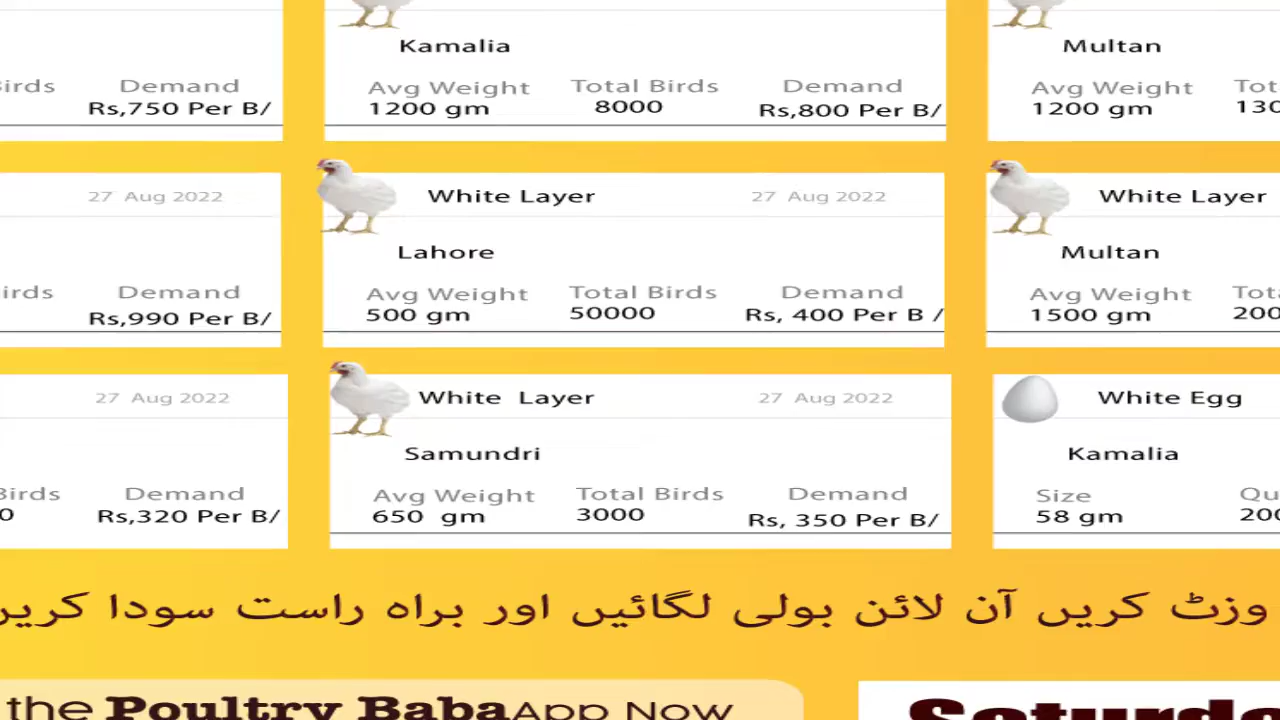 Kamalia
Multan
Birds Demand
Rs,750 Per B/
Avg Weight Total Birds Demand
1200 gm 8000 Rs,800 Per B/
Avg Weight
1200 gm
27 Aug 2022
White Layer 27 Aug 2022
White Layer
Lahore
Multan
Demand
Rs,990 Per B/
Avg Weight Total Birds Demand
500 gm 50000 Rs, 400 Per B /
Avg Weight
1500 gm
27 Aug 2022
White Layer 27 Aug 2022
White Egg
Samundri
Kamalia
Birds Demand
Rs,320 Per B/
Avg Weight Total Birds Demand
650 gm 3000 Rs, 350 Per B/
Size
58 gm
وزٹ کریں آن لائن بولی لگائیں اور براہ راست سودا کریں
the Poultry Baba App Now